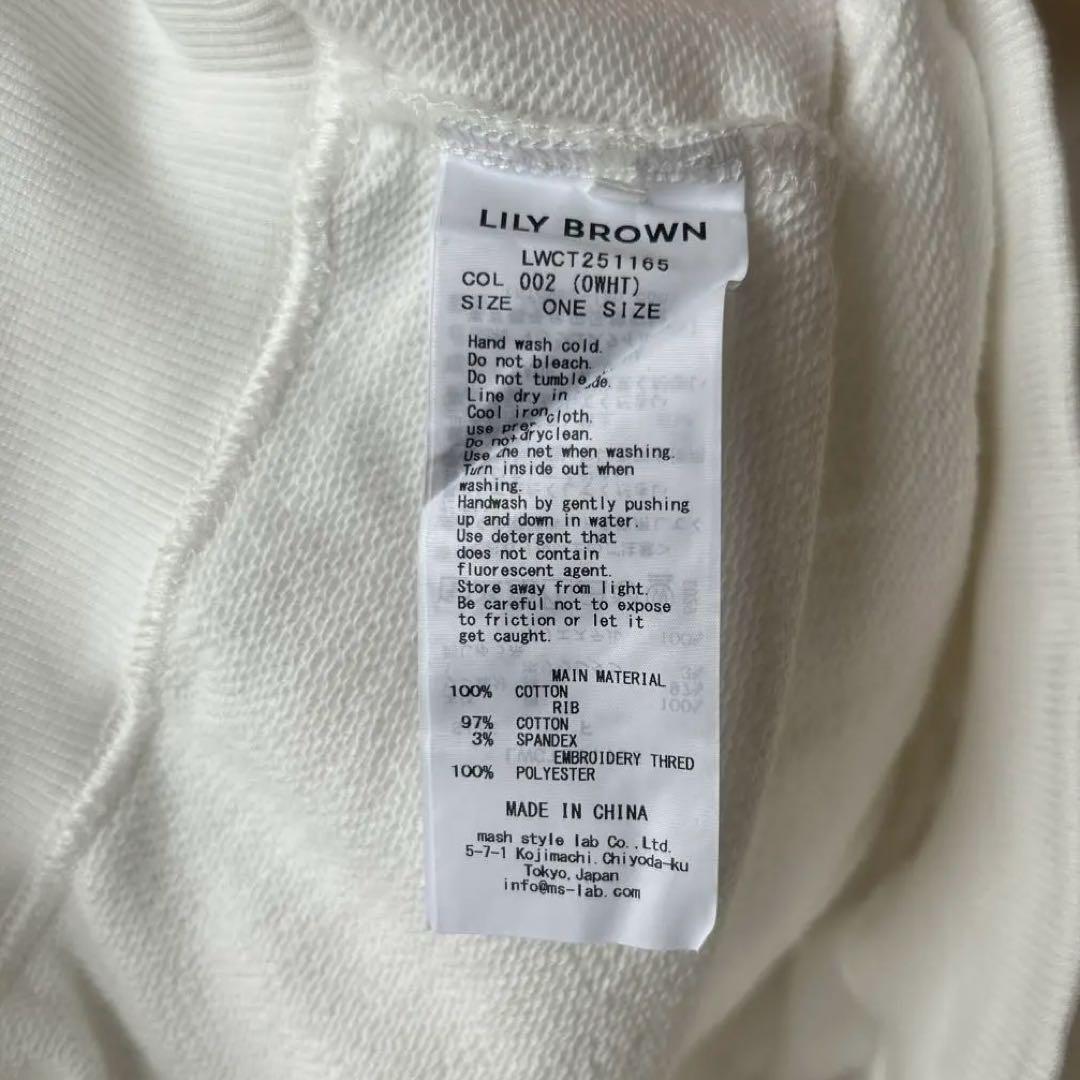 LILY BROWN
LWCT251165
COL 002 (OWHT)
SIZE ONE SIZE
Hand wash cold.
Do not bleach.
Do not tumble
Line dry in
Cool iron
use cloth.
Do not dryclean.
Use the net when washing.
Turn inside out when
washing.
Handwash by gently pushing
up and down in water.
Use detergent that
does not contain
fluorescent agent.
Store away from light.
Be careful not to expose
to friction or let it
get caught.
MAIN MATERIAL
100% COTTON
RIB
97% COTTON
3% SPANDEX
EMBROIDERY THRED
100% POLYESTER
MADE IN CHINA
mash style lab Co.,Ltd.
5-7-1 Kojimachi.Chiyoda-ku
Tokyo,Japan
info@ms-lab.com